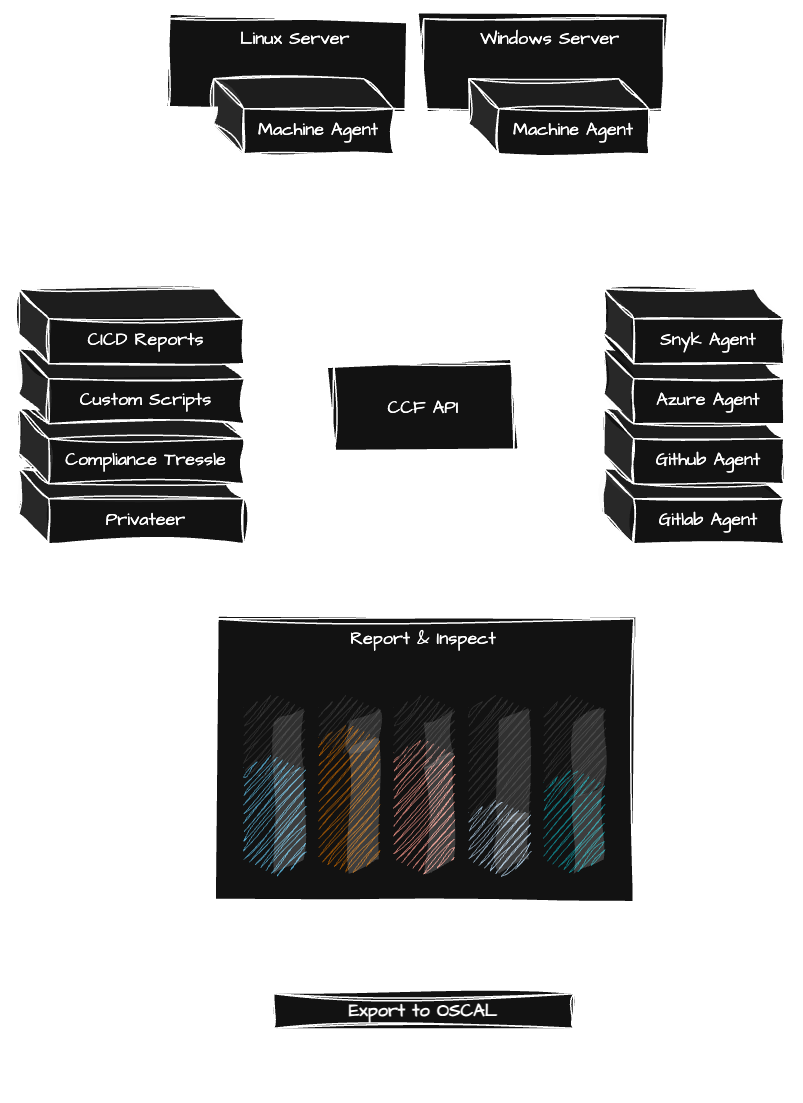 Linux Server
Windows Server
Machine Agent
Machine Agent
CICD Reports
Custom Scripts
Compliance Tressle
Privateer
CCF API
Snyk Agent
Azure Agent
Github Agent
Gitlab Agent
Report & Inspect
Export to OSCAL